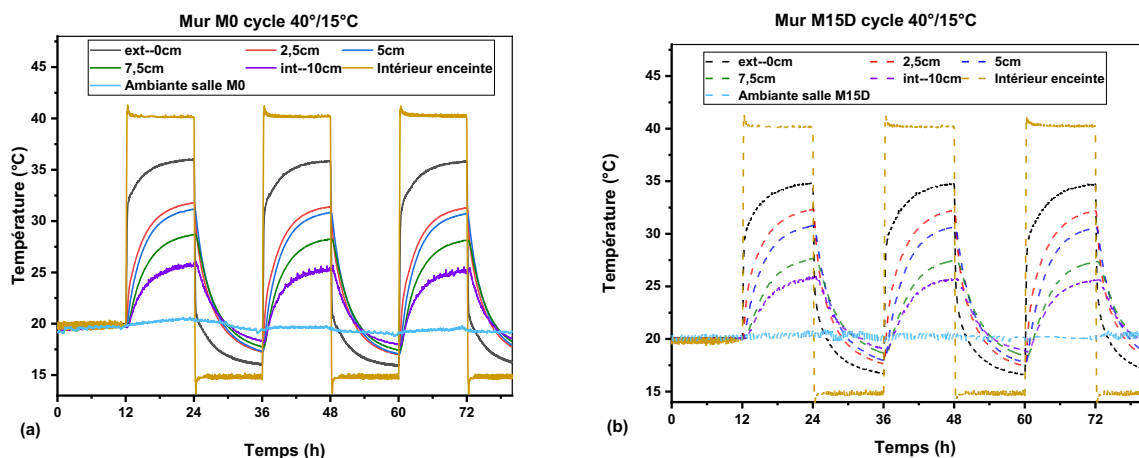 Mur M0 cycle 40°/15°C
ext--0cm 2,5cm 5cm
7,5cm int--10cm Intérieur enceinte
Ambiante salle M0
Température (°C)
45
40
35
30
25
20
15
0 12 24 36 48 60 72
(a)
Temps (h)
Mur M15D cycle 40°/15°C
ext--0cm 2,5cm 5cm
7,5cm int--10cm Intérieur enceinte
Ambiante salle M15D
Température (°C)
45
40
35
30
25
20
15
0 12 24 36 48 60 72
(b)
Temps (h)